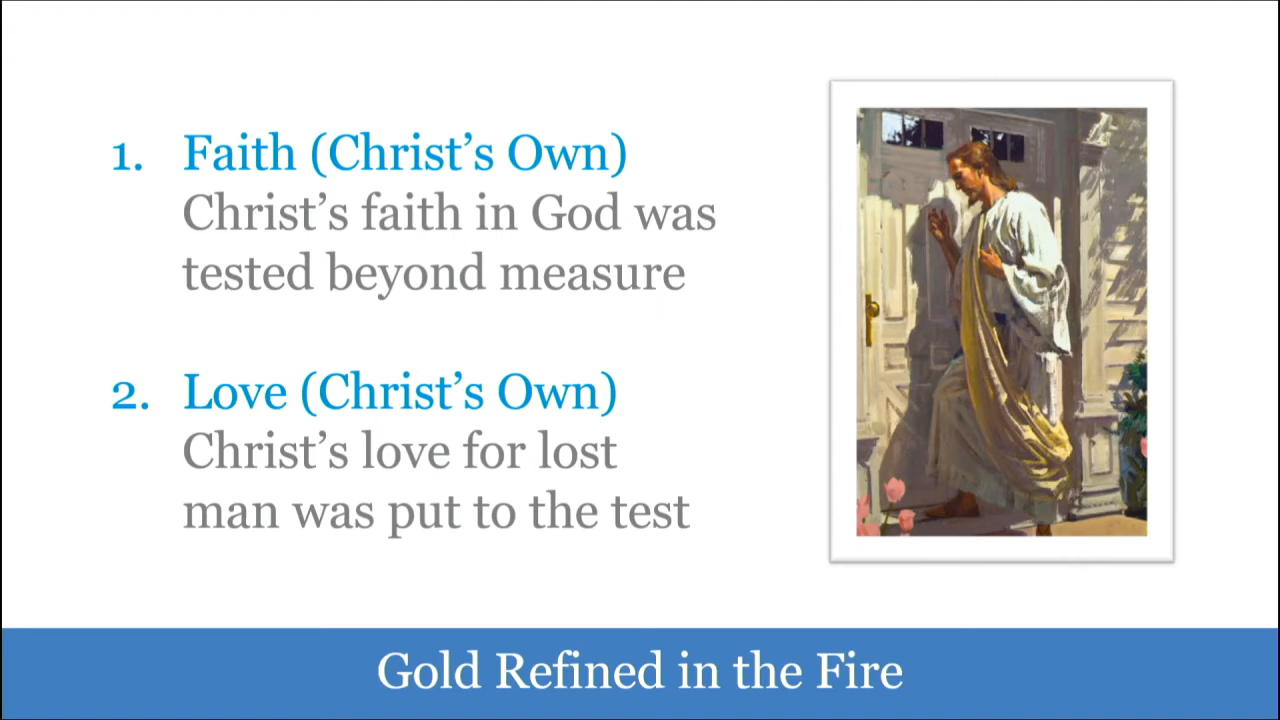 1. Faith (Christ’s Own)
Christ’s faith in God was
tested beyond measure
2. Love (Christ’s Own)
Christ’s love for lost
man was put to the test
Gold Refined in the Fire